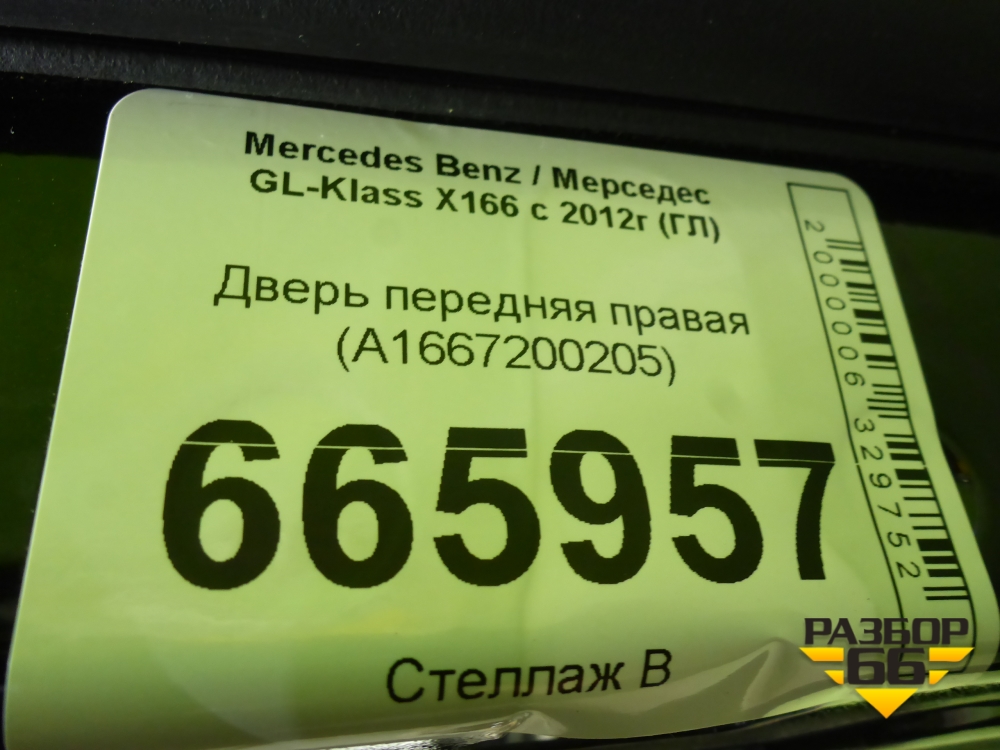 Mercedes Benz / Мерседес
GL-Klass X166 с 2012г (ГЛ)
Дверь передняя правая
(A1667200205)
665957
Стеллаж B
2000006329752
РАЗБОР
66